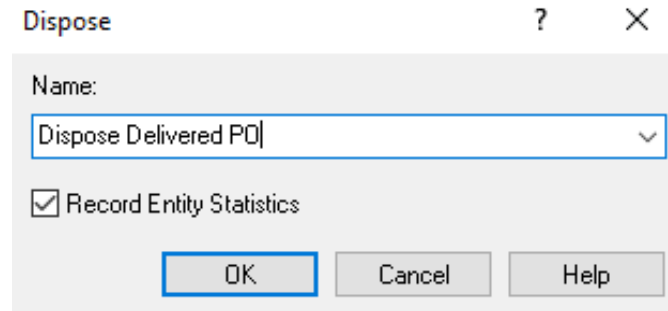 Dispose ?
Name:
Dispose Delivered PO
Record Entity Statistics
OK Cancel Help